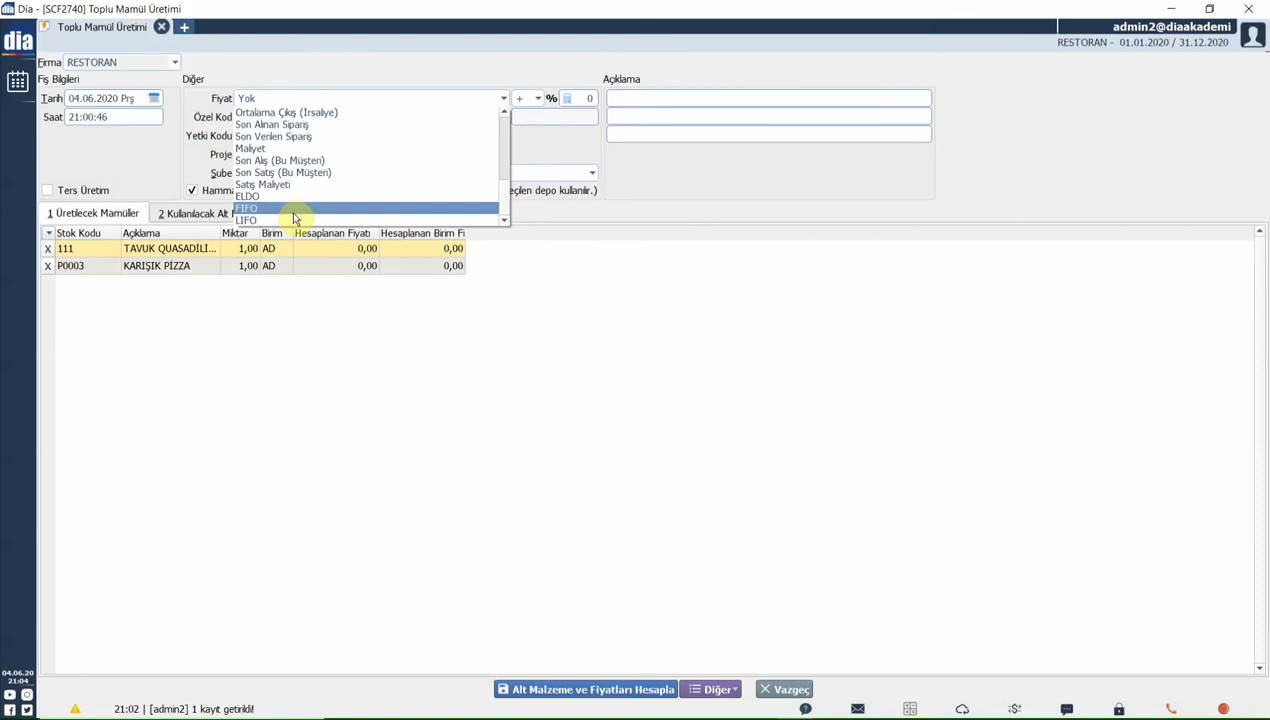 Dia - [SCF2740] Toplu Mamül Üretimi
dia
Toplu Mamül Üretimi
admin2@diaakademi
RESTORAN - 01.01.2020 / 31.12.2020
Firma RESTORAN
Fiş Bilgileri
Diğer
Açıklama
Tarih 04.06.2020 Prş
Fiyat Yok + % 0
Saat 21:00:46
Özel Kod
Yetki Kodu
Proje
Şube
Ters Üretim
Hamma
eçilen depo kullanılır.)
Ortalama Çıkış (İrsaliye)
Son Alınan Sipariş
Son Verilen Sipariş
Maliyet
Son Alış (Bu Müşteri)
Son Satış (Bu Müşteri)
Satış Maliyeti
ELDO
FIFO
LIFO
1 Üretilecek Mamüller
2 Kullanılacak Alt
Stok Kodu Açıklama Miktar Birim Hesaplanan Fiyatı Hesaplanan Birim Fi
X 111 TAVUK QUASADİLİ... 1,00 AD 0,00 0,00
X P0003 KARIŞIK PİZZA 1,00 AD 0,00 0,00
Alt Malzeme ve Fiyatları Hesapla
Diğer
Vazgeç
04.06.20
21:04
21:02 | [admin2] 1 kayıt getirildi!